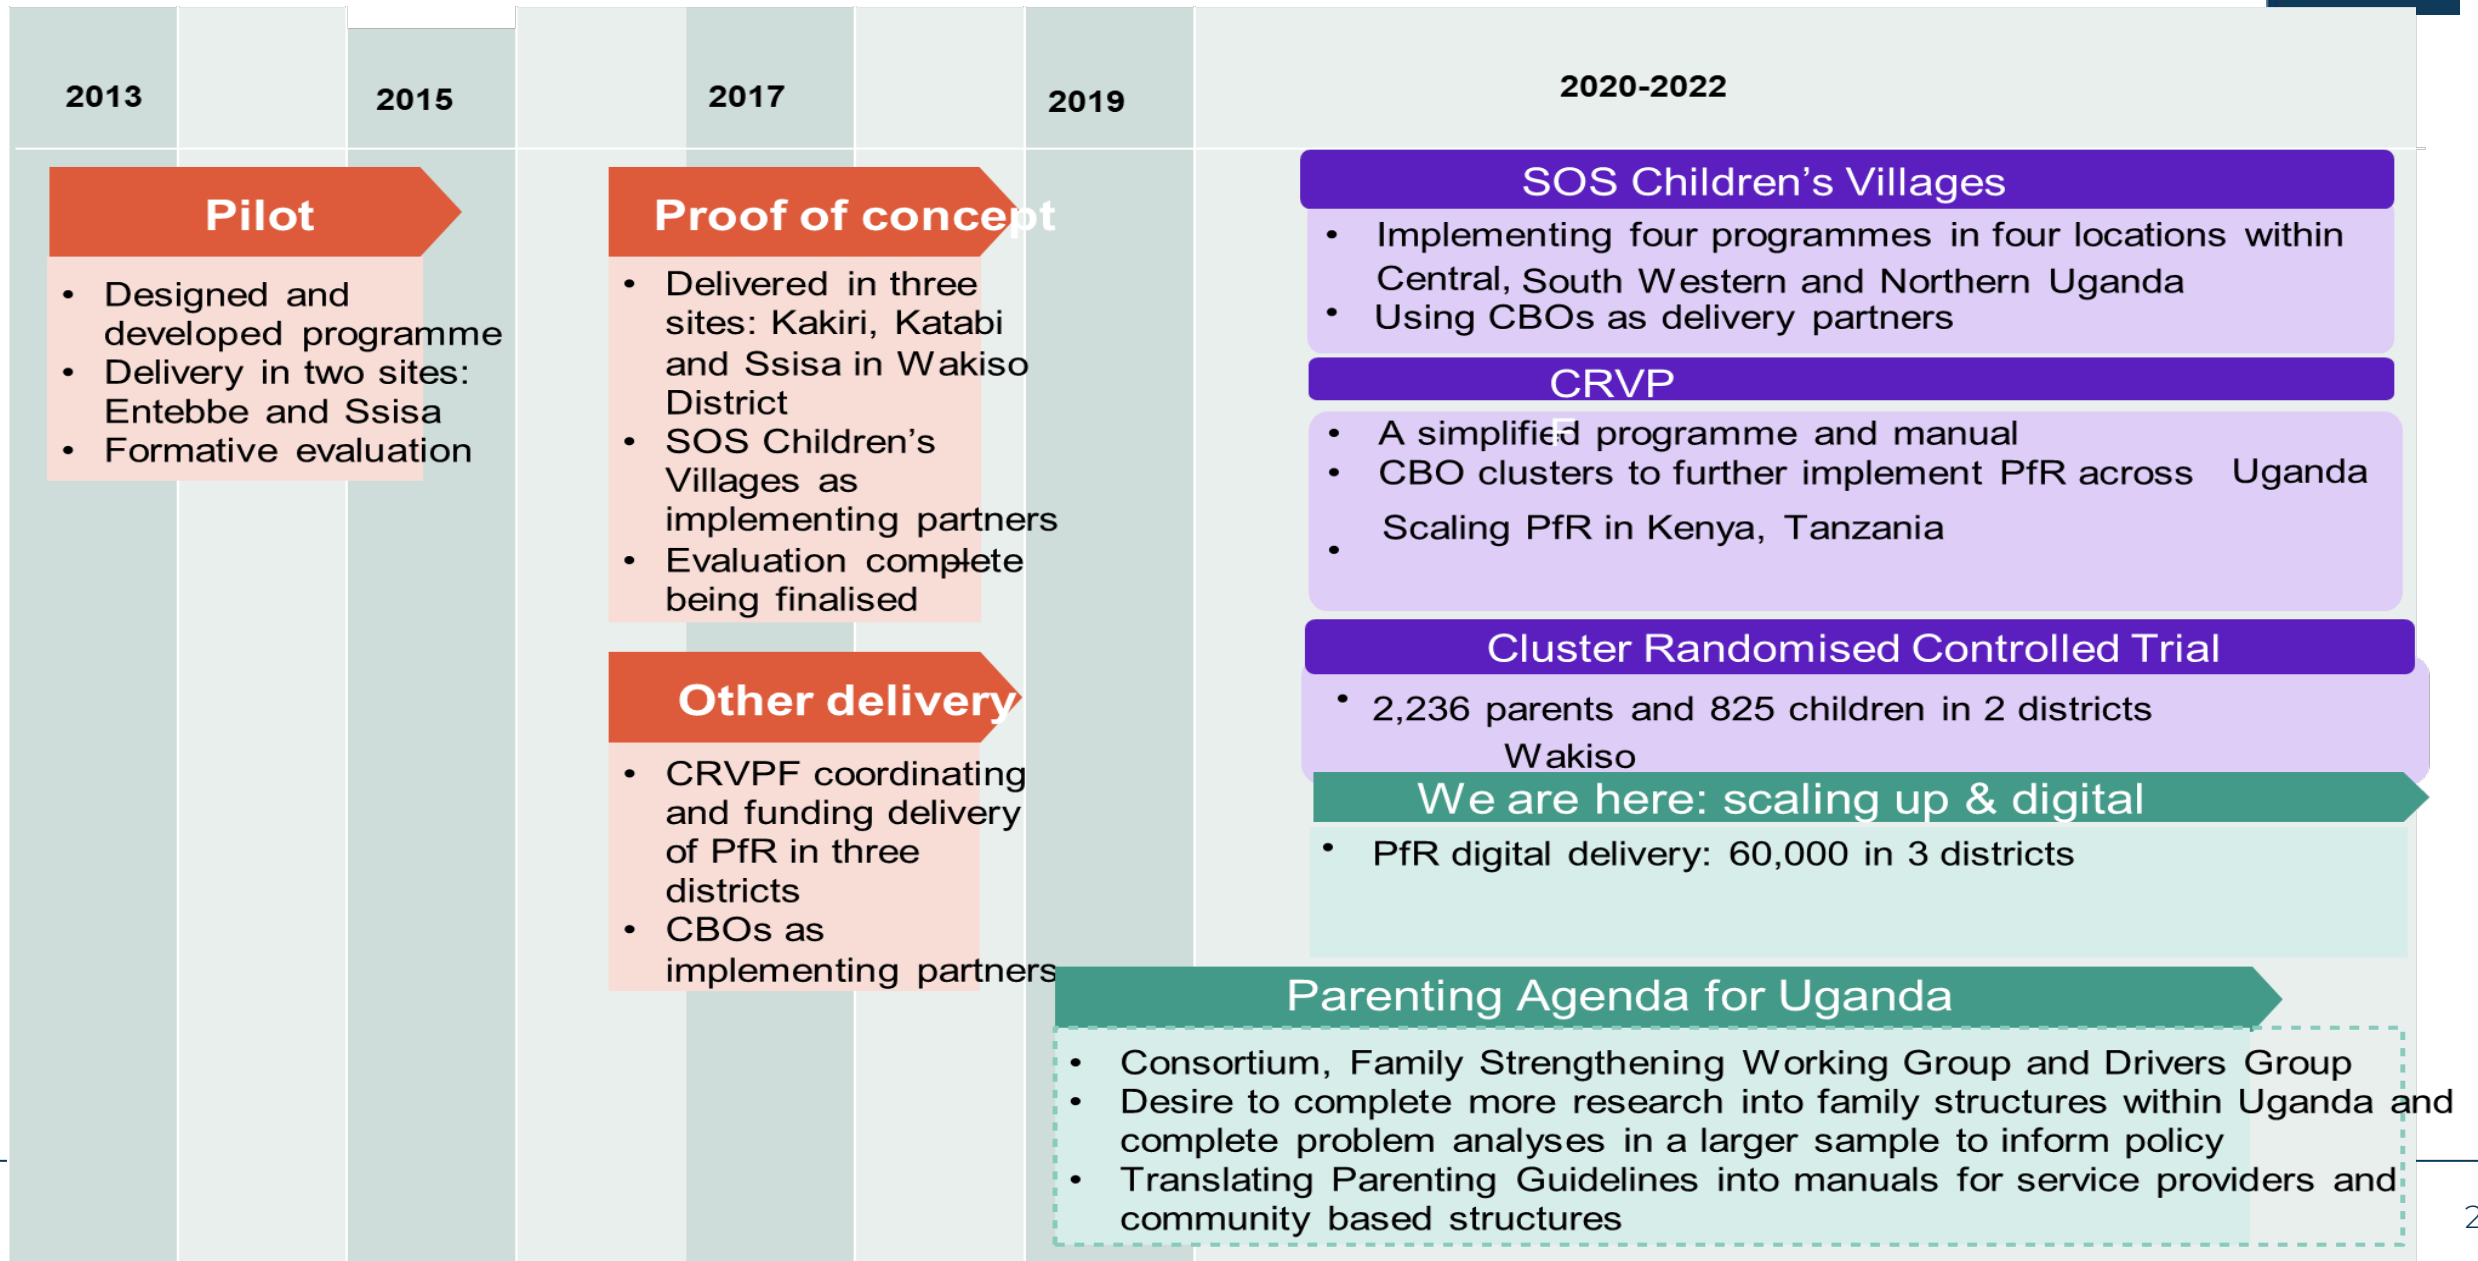 2013
2015
2017
2019
2020-2022
Pilot
• Designed and
developed programme
• Delivery in two sites:
Entebbe and Ssisa
• Formative evaluation
Proof of concept
• Delivered in three
sites: Kakiri, Katabi
and Ssisa in Wakiso
District
• SOS Children’s
Villages as
implementing partners
• Evaluation complete
being finalised
Other delivery
• CRVPF coordinating
and funding delivery
of PfR in three
districts
• CBOs as
implementing partners
SOS Children’s Villages
• Implementing four programmes in four locations within
Central, South Western and Northern Uganda
• Using CBOs as delivery partners
CRVP
F
• A simplified programme and manual
• CBO clusters to further implement PfR across Uganda
• Scaling PfR in Kenya, Tanzania
Cluster Randomised Controlled Trial
• 2,236 parents and 825 children in 2 districts
Wakiso
We are here: scaling up & digital
• PfR digital delivery: 60,000 in 3 districts
Parenting Agenda for Uganda
• Consortium, Family Strengthening Working Group and Drivers Group
• Desire to complete more research into family structures within Uganda and
complete problem analyses in a larger sample to inform policy
• Translating Parenting Guidelines into manuals for service providers and
community based structures
2